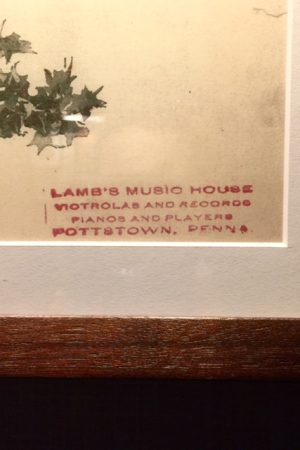 LAMB'S MUSIC HOUSE
VICTROLAS AND RECORDS
PIANOS AND PLAYERS
POTTSTOWN, PENNA.